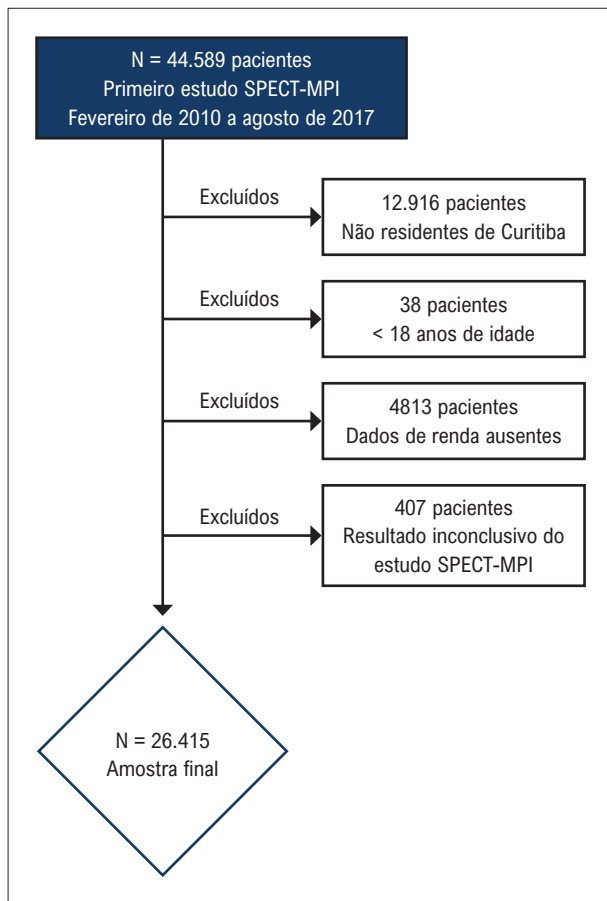 N = 44.589 pacientes
Primeiro estudo SPECT-MPI
Fevereiro de 2010 a agosto de 2017
Excluídos
12.916 pacientes
Não residentes de Curitiba
Excluídos
38 pacientes
< 18 anos de idade
Excluídos
4813 pacientes
Dados de renda ausentes
Excluídos
407 pacientes
Resultado inconclusivo do
estudo SPECT-MPI
N = 26.415
Amostra final